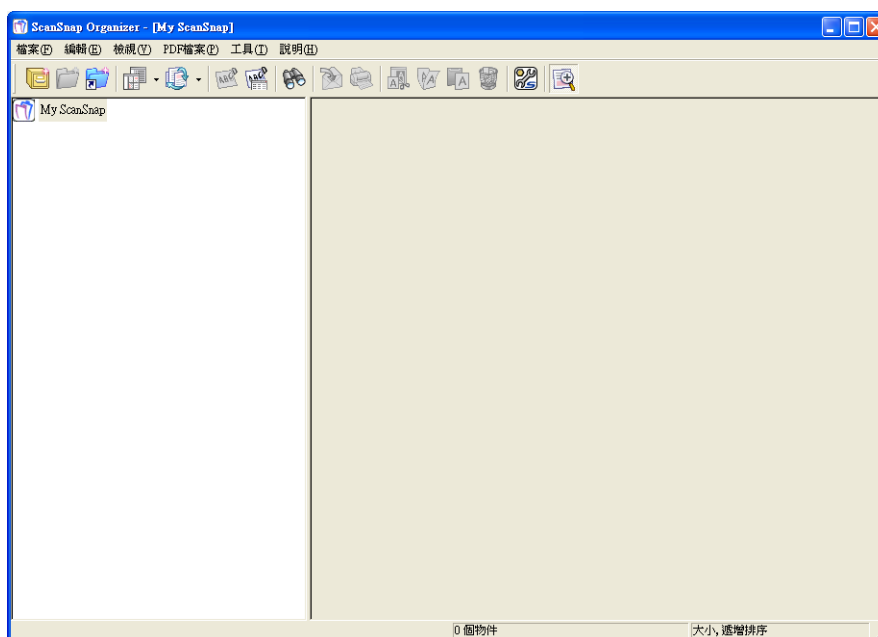 ScanSnap Organizer - [My ScanSnap]
檔案(F) 編輯(E) 檢視(V) PDF檔案(P) 工具(T) 說明(H)
My ScanSnap
0 個物件 大小, 遞增排序